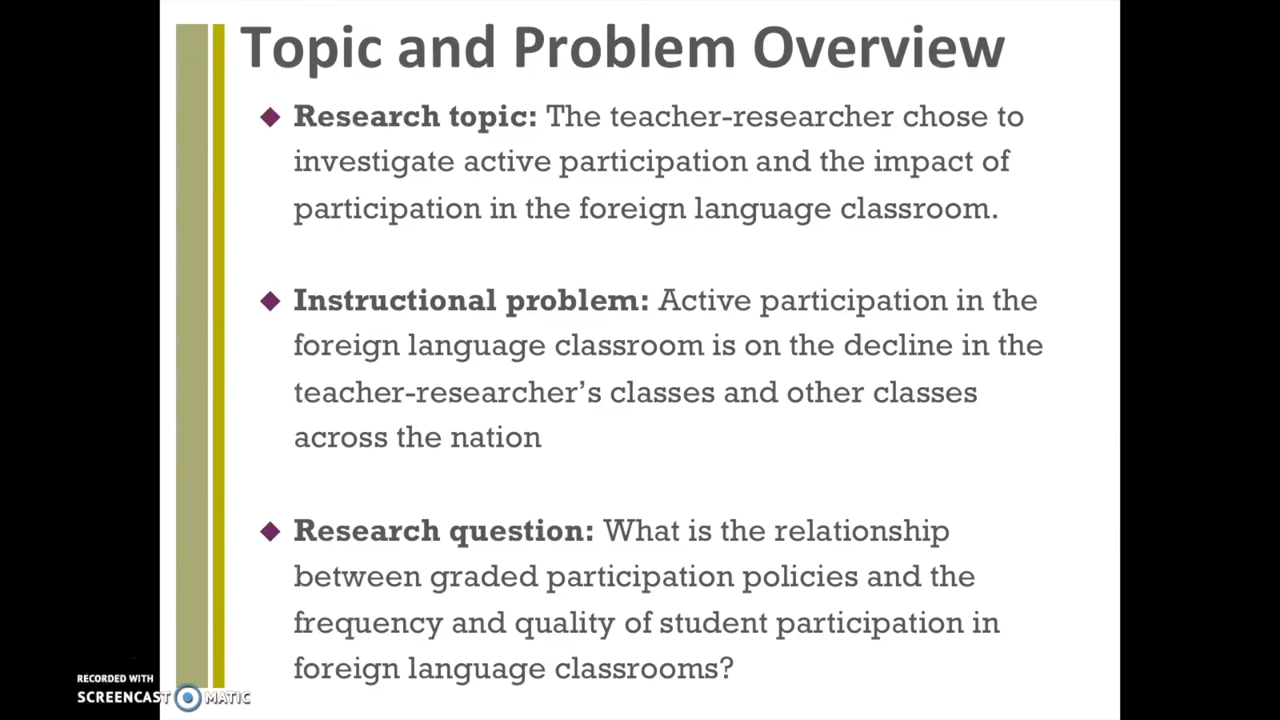 Topic and Problem Overview
Research topic: The teacher-researcher chose to
investigate active participation and the impact of
participation in the foreign language classroom.
Instructional problem: Active participation in the
foreign language classroom is on the decline in the
teacher-researcher’s classes and other classes
across the nation
Research question: What is the relationship
between graded participation policies and the
frequency and quality of student participation in
foreign language classrooms?
RECORDED WITH
SCREENCAST MATIC